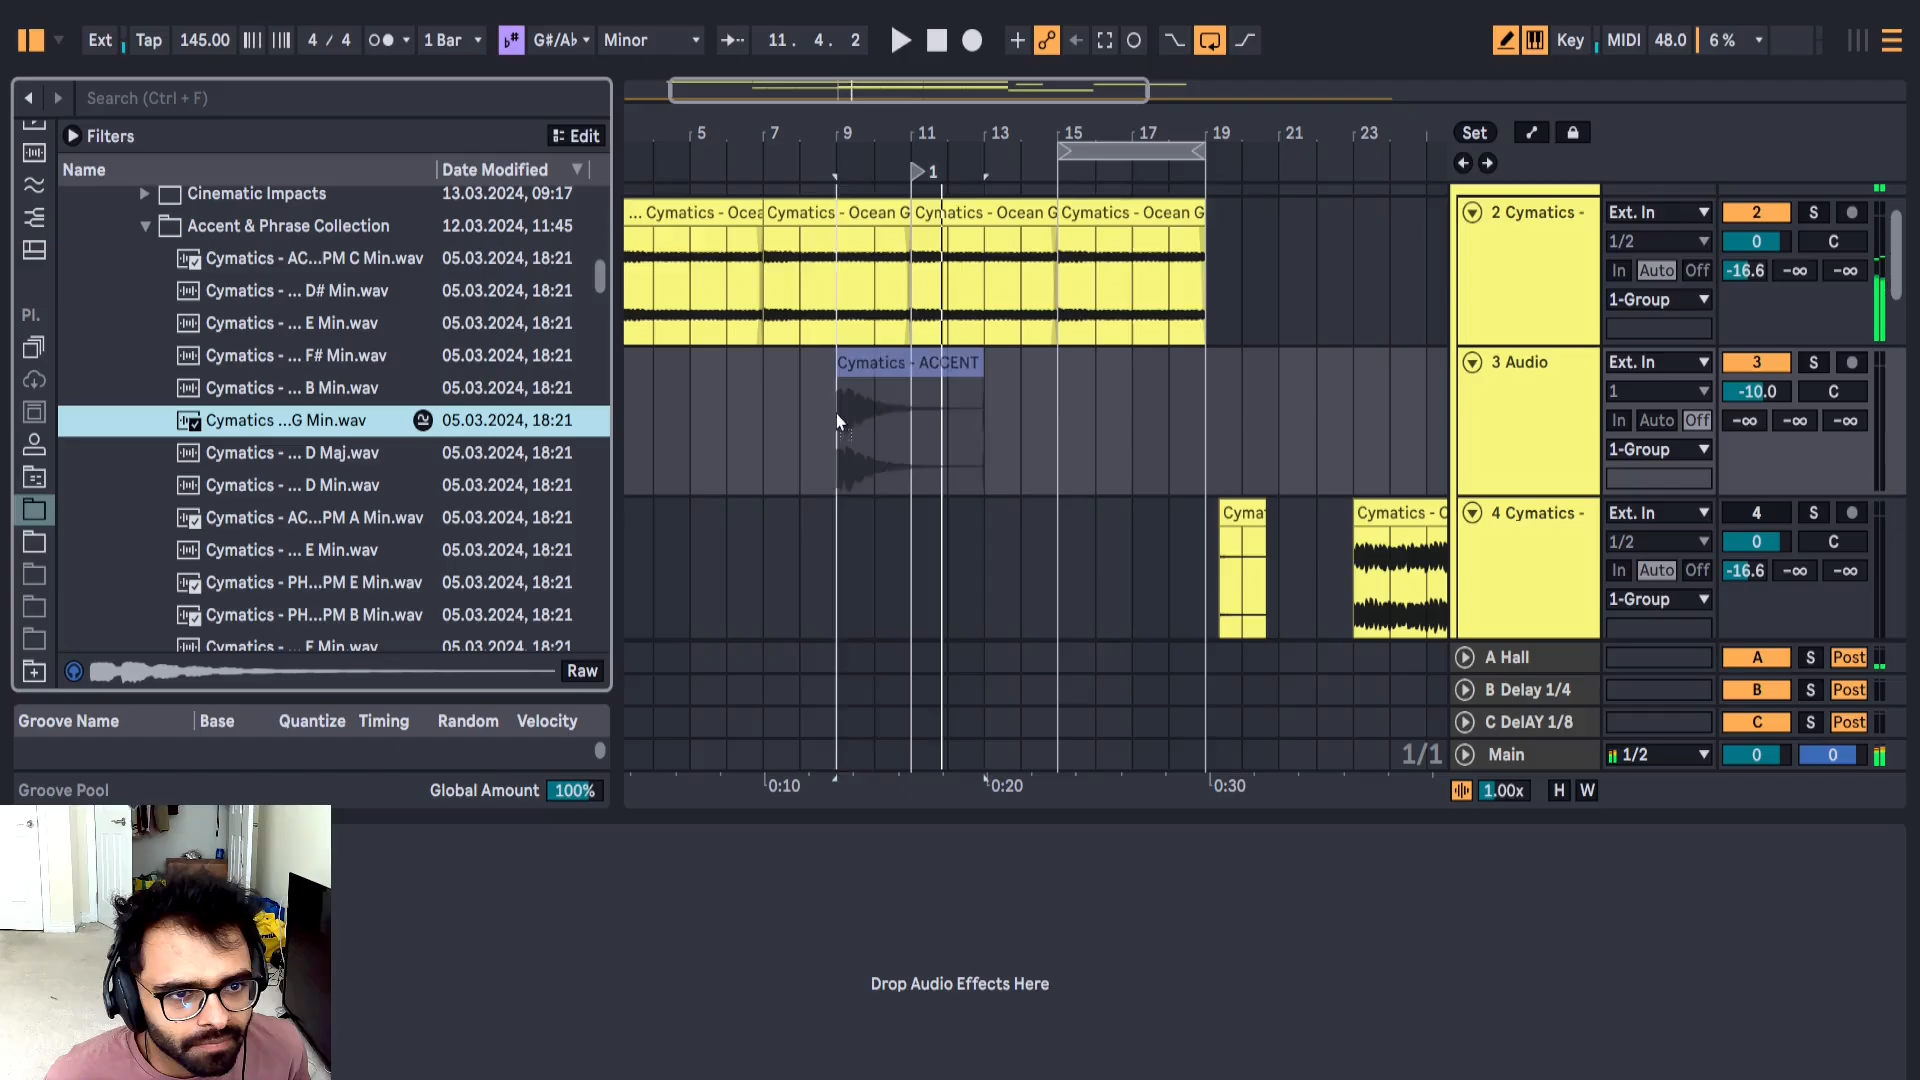 Ext Tap 145.00 4 / 4 1 Bar G#/A♭ Minor 11. 4. 2 Key MIDI 48.0 6 %
Search (Ctrl + F)
Filters Edit
Name Date Modified
Cinematic Impacts 13.03.2024, 09:17
Accent & Phrase Collection 12.03.2024, 11:45
Cymatics - AC...PM C Min.wav 05.03.2024, 18:21
Cymatics - ... D# Min.wav 05.03.2024, 18:21
Cymatics - ... E Min.wav 05.03.2024, 18:21
Cymatics - ... F# Min.wav 05.03.2024, 18:21
Cymatics - ... B Min.wav 05.03.2024, 18:21
Cymatics ...G Min.wav 05.03.2024, 18:21
Cymatics - ... D Maj.wav 05.03.2024, 18:21
Cymatics - ... D Min.wav 05.03.2024, 18:21
Cymatics - AC...PM A Min.wav 05.03.2024, 18:21
Cymatics - ... E Min.wav 05.03.2024, 18:21
Cymatics - PH...PM E Min.wav 05.03.2024, 18:21
Cymatics - PH...PM B Min.wav 05.03.2024, 18:21
Cymatics - ... F Min.wav 05.03.2024, 18:21
Pl.
Raw
Groove Name Base Quantize Timing Random Velocity
Groove Pool Global Amount 100%
5 7 9 11 13 15 17 19 21 23
1
Set
... Cymatics - Ocea Cymatics - Ocean G Cymatics - Ocean G Cymatics - Ocean G
Cymatics - ACCENT
Cymat Cymatics - O
2 Cymatics - Ext. In 2 S
1/2 0 C
In Auto Off -16.6 -∞ -∞
1-Group
3 Audio Ext. In 3 S
1 -10.0 C
In Auto Off -∞ -∞ -∞
1-Group
4 Cymatics - Ext. In 4 S
1/2 0 C
In Auto Off -16.6 -∞ -∞
1-Group
A Hall A S Post
B Delay 1/4 B S Post
C DelAY 1/8 C S Post
1/1 Main 1/2 0 0
0:10 0:20 0:30
1.00x H W
Drop Audio Effects Here